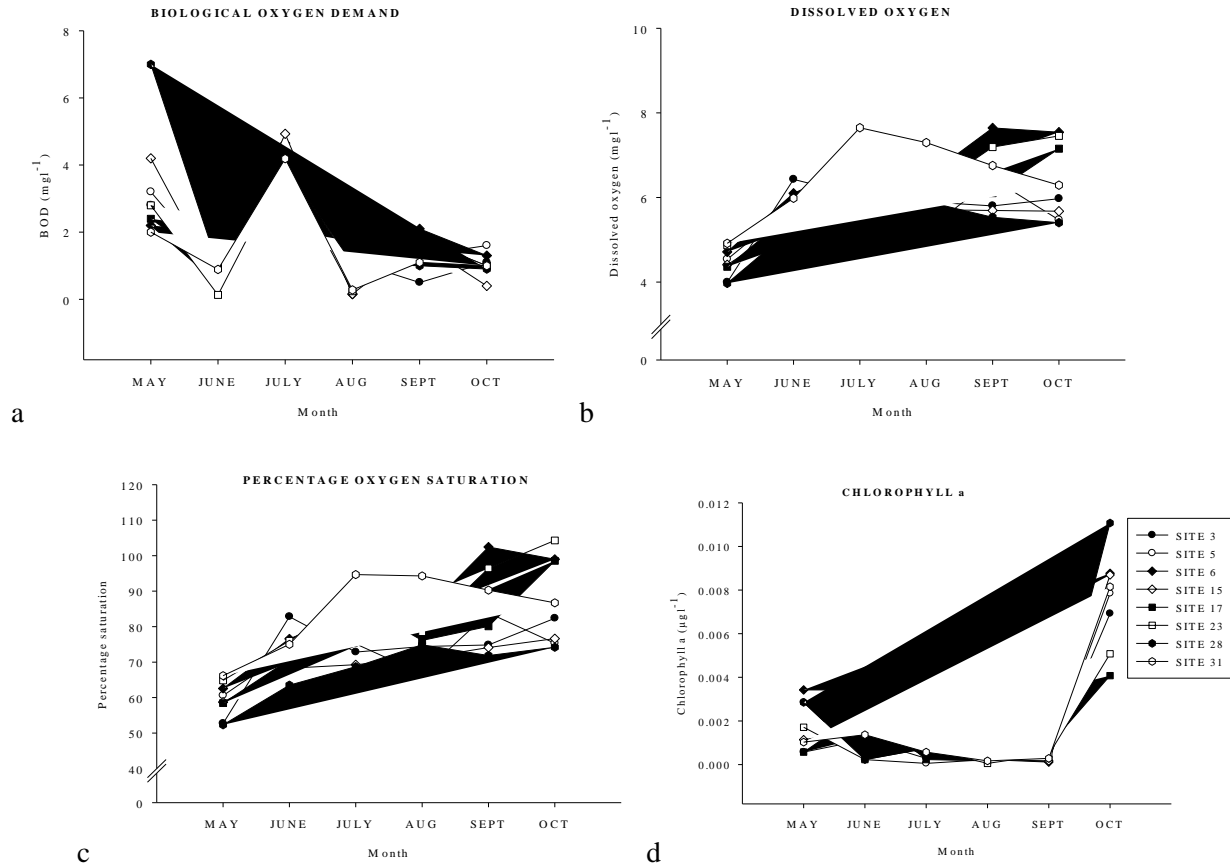 BIOLOGICAL OXYGEN DEMAND
8
6
4
2
0
BOD (mgl-1)
MAY JUNE JULY AUG SEPT OCT
Month
a
DISSOLVED OXYGEN
10
8
6
4
0
Dissolved oxygen (mgl-1)
MAY JUNE JULY AUG SEPT OCT
Month
b
PERCENTAGE OXYGEN SATURATION
120
110
100
90
80
70
60
50
40
0
Percentage saturation
MAY JUNE JULY AUG SEPT OCT
Month
c
CHLOROPHYLL a
0.012
0.010
0.008
0.006
0.004
0.002
0.000
Chlorophyll a (µgl-1)
MAY JUNE JULY AUG SEPT OCT
Month
d
SITE 3
SITE 5
SITE 6
SITE 15
SITE 17
SITE 23
SITE 28
SITE 31